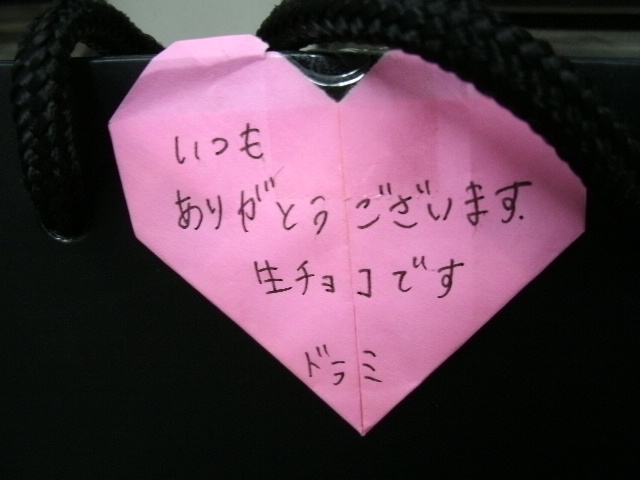 いつも
ありがとうございます.
生チョコです
ドラミ